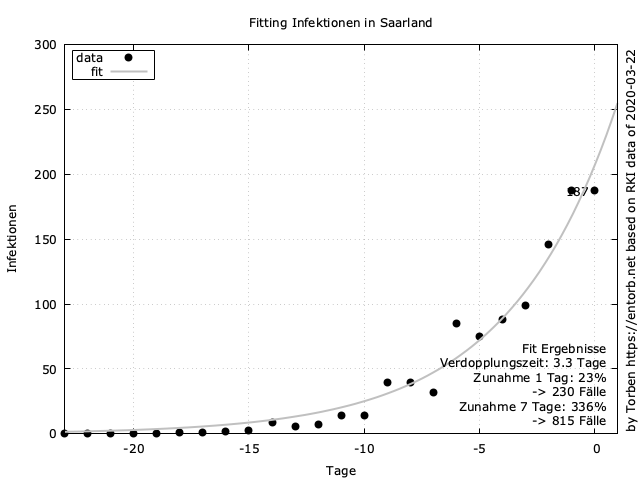 Fitting Infektionen in Saarland
300
250
200
150
100
50
0
-20
-15
-10
-5
0
Infektionen
Tage
data
fit
187
Fit Ergebnisse
Verdopplungszeit: 3.3 Tage
Zunahme 1 Tag: 23%
-> 230 Fälle
Zunahme 7 Tage: 336%
-> 815 Fälle
by Torben https://entorb.net based on RKI data of 2020-03-22